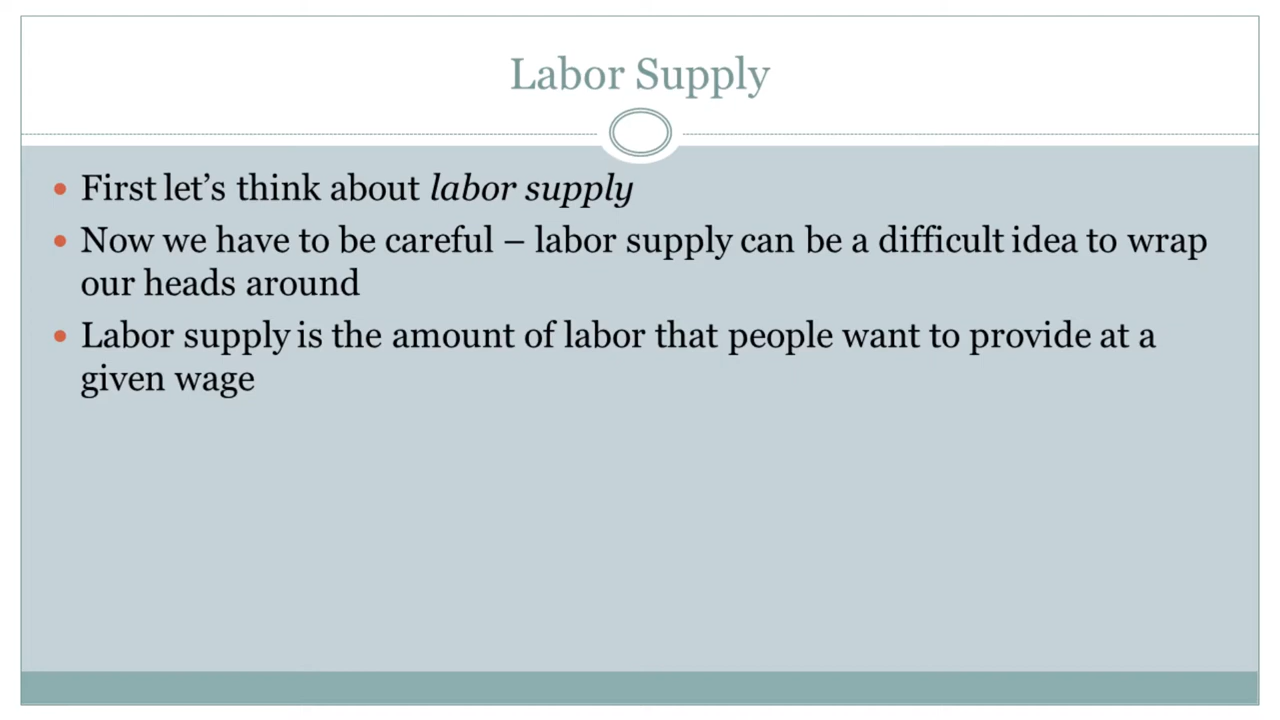 Labor Supply
• First let’s think about labor supply
• Now we have to be careful – labor supply can be a difficult idea to wrap
our heads around
• Labor supply is the amount of labor that people want to provide at a
given wage